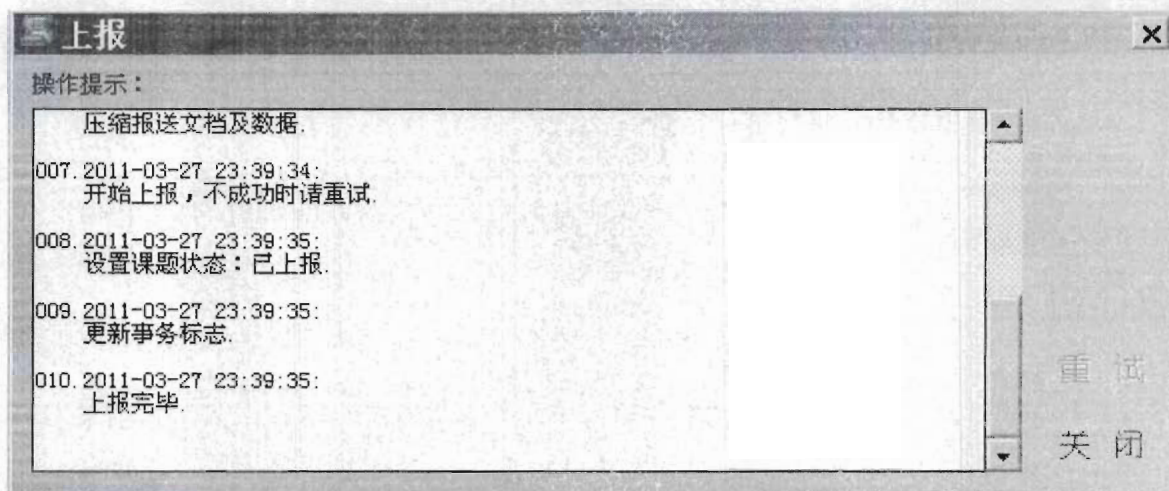 上报
操作提示：
压缩报送文档及数据.
007. 2011-03-27 23:39:34:
开始上报，不成功时请重试.
008. 2011-03-27 23:39:35:
设置课题状态：已上报.
009. 2011-03-27 23:39:35:
更新事务标志.
010. 2011-03-27 23:39:35:
上报完毕.
重 试
关 闭